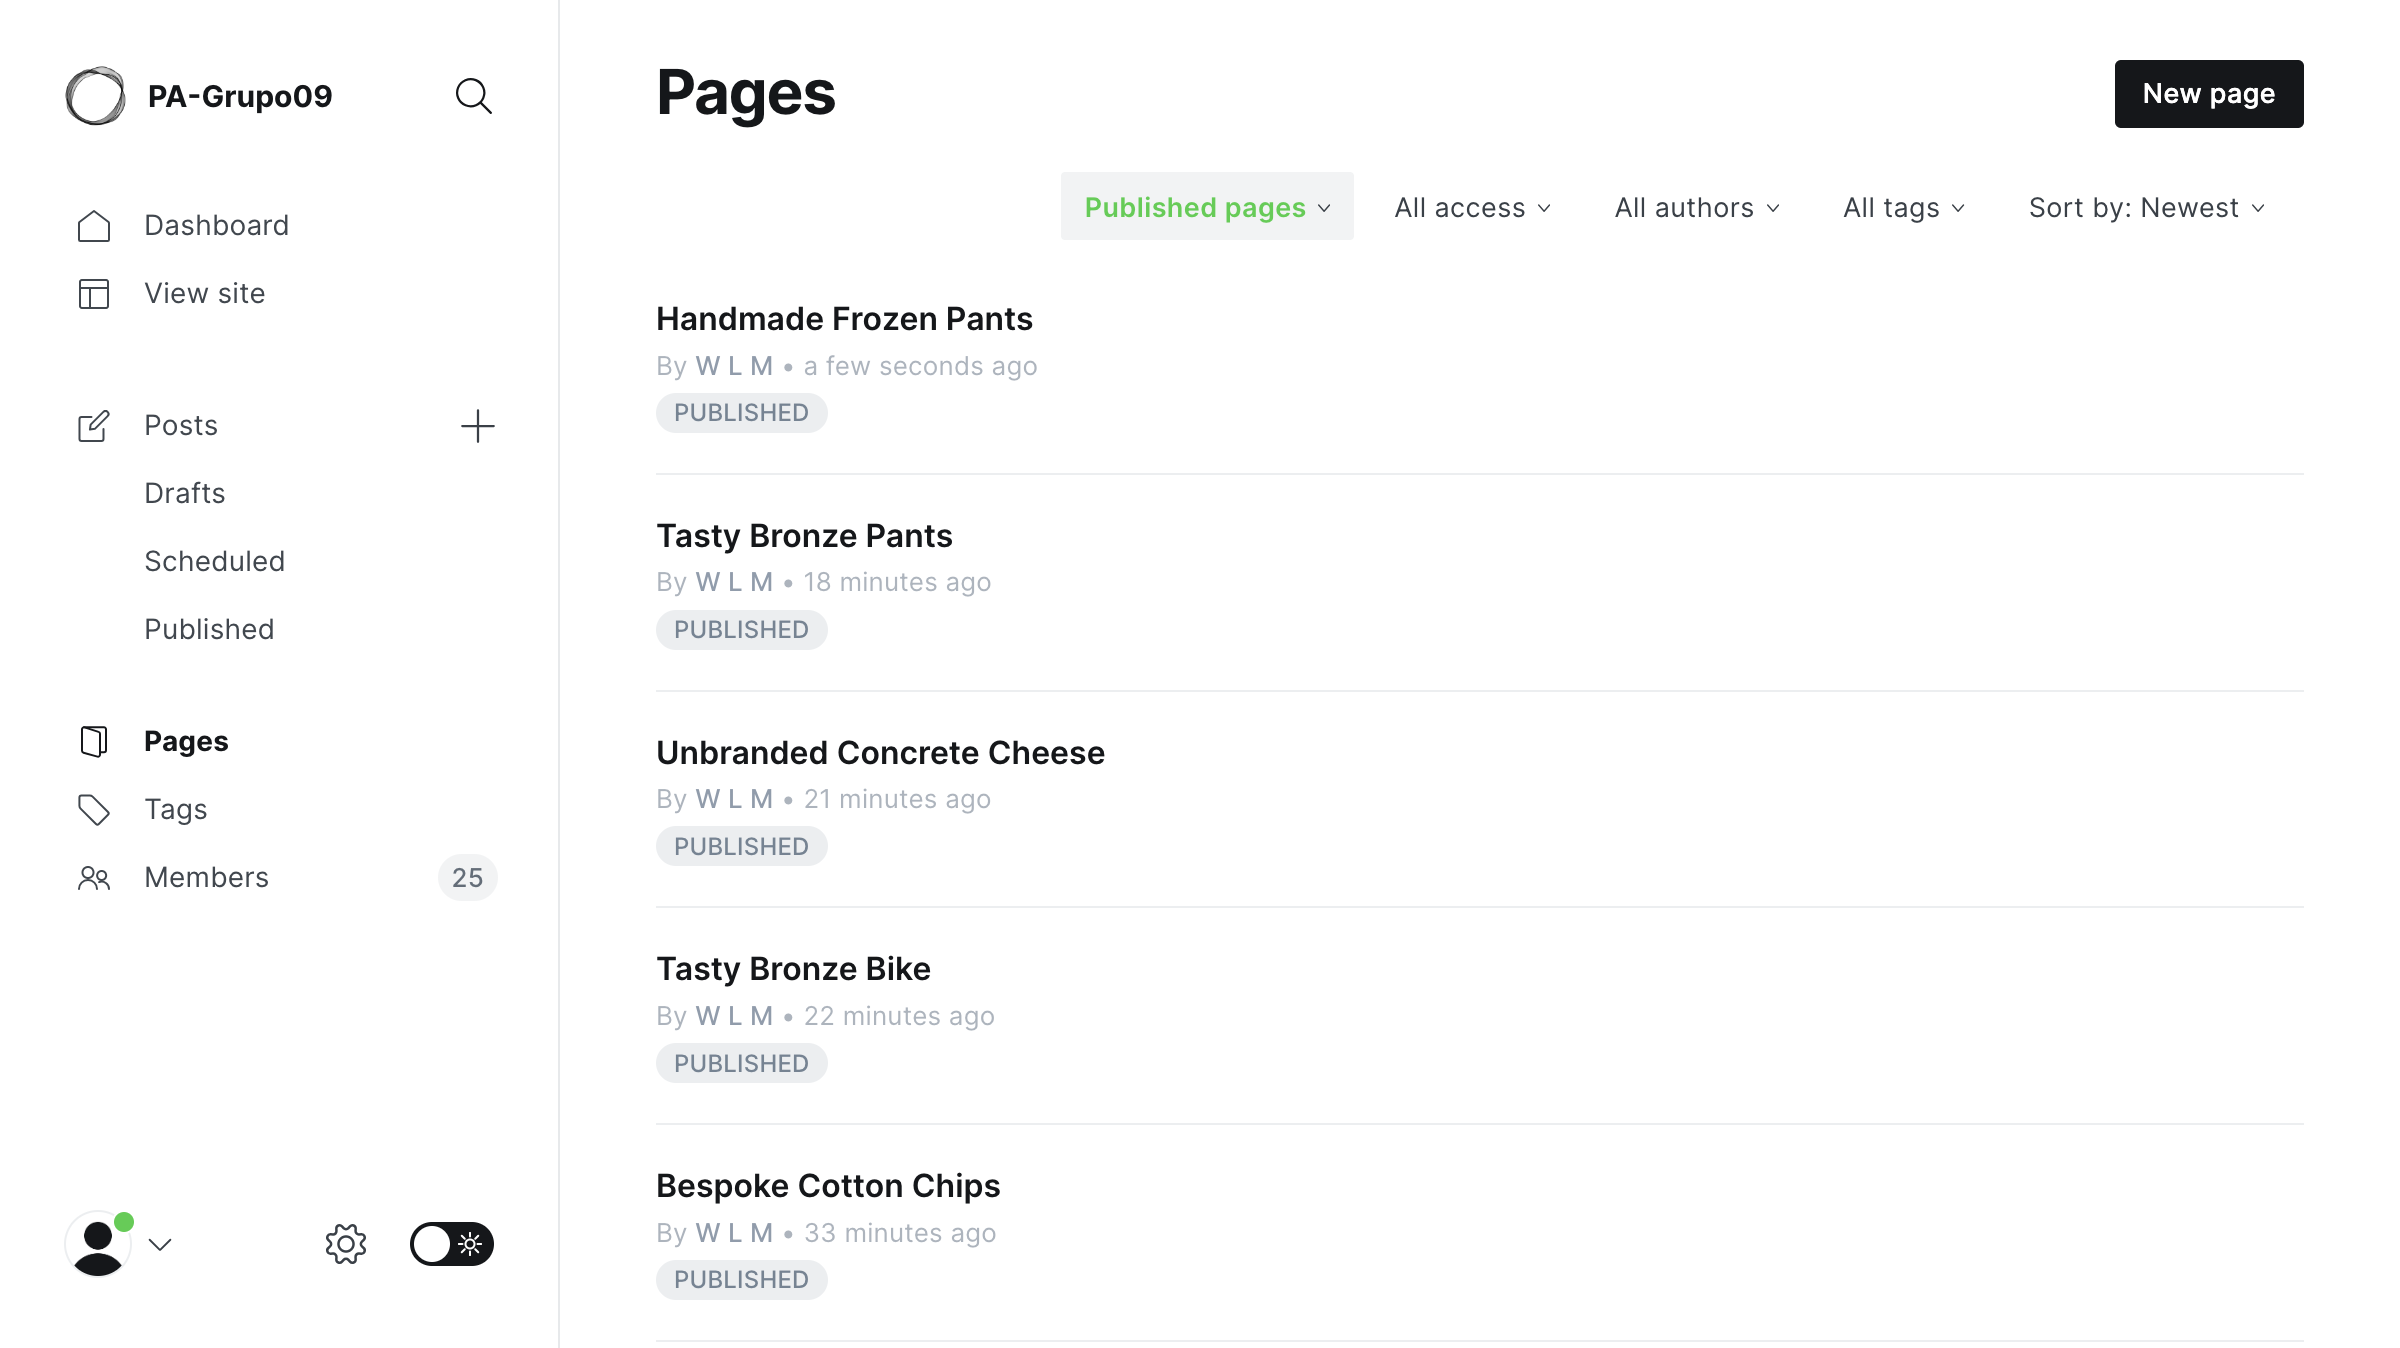 PA-Grupo09
Dashboard
View site
Posts
Drafts
Scheduled
Published
Pages
Tags
Members 25
Pages
New page
Published pages All access All authors All tags Sort by: Newest
Handmade Frozen Pants
By W L M • a few seconds ago
PUBLISHED
Tasty Bronze Pants
By W L M • 18 minutes ago
PUBLISHED
Unbranded Concrete Cheese
By W L M • 21 minutes ago
PUBLISHED
Tasty Bronze Bike
By W L M • 22 minutes ago
PUBLISHED
Bespoke Cotton Chips
By W L M • 33 minutes ago
PUBLISHED